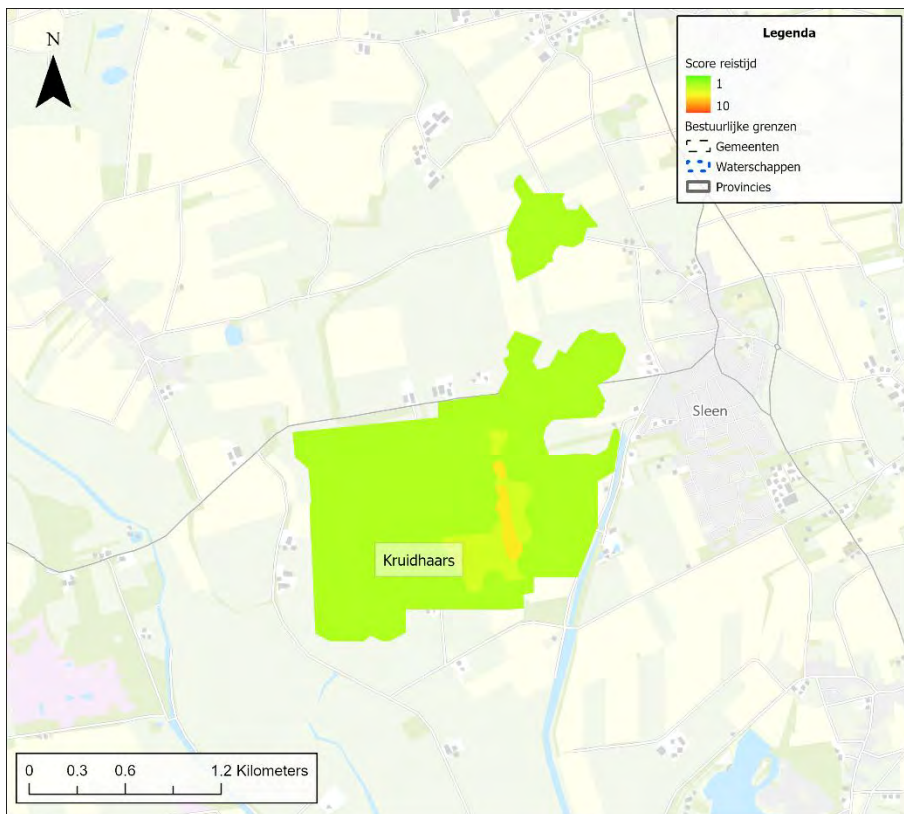 N
Legenda
Score reistijd
1
10
Bestuurlijke grenzen
Gemeenten
Waterschappen
Provincies
Sleen
Kruidhaars
0 0.3 0.6 1.2 Kilometers